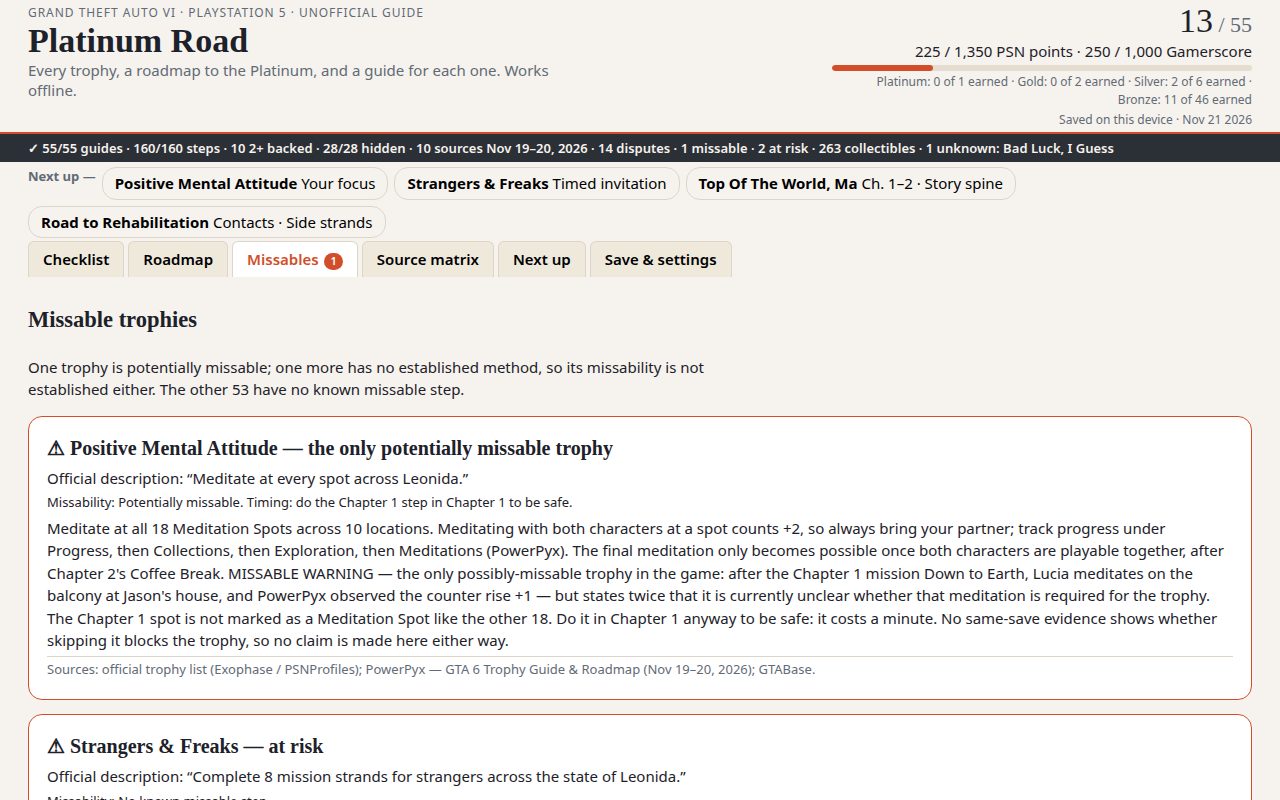 GRAND THEFT AUTO VI · PLAYSTATION 5 · UNOFFICIAL GUIDE
Platinum Road
Every trophy, a roadmap to the Platinum, and a guide for each one. Works
offline.
13 / 55
225 / 1,350 PSN points · 250 / 1,000 Gamerscore
Platinum: 0 of 1 earned · Gold: 0 of 2 earned · Silver: 2 of 6 earned ·
Bronze: 11 of 46 earned
Saved on this device · Nov 21 2026
✓ 55/55 guides · 160/160 steps · 10 2+ backed · 28/28 hidden · 10 sources Nov 19–20, 2026 · 14 disputes · 1 missable · 2 at risk · 263 collectibles · 1 unknown: Bad Luck, I Guess
Next up — Positive Mental Attitude Your focus Strangers & Freaks Timed invitation Top Of The World, Ma Ch. 1–2 · Story spine
Road to Rehabilitation Contacts · Side strands
Checklist Roadmap Missables 1 Source matrix Next up Save & settings
Missable trophies
One trophy is potentially missable; one more has no established method, so its missability is not
established either. The other 53 have no known missable step.
⚠ Positive Mental Attitude — the only potentially missable trophy
Official description: “Meditate at every spot across Leonida.”
Missability: Potentially missable. Timing: do the Chapter 1 step in Chapter 1 to be safe.
Meditate at all 18 Meditation Spots across 10 locations. Meditating with both characters at a spot counts +2, so always bring your partner; track progress under
Progress, then Collections, then Exploration, then Meditations (PowerPyx). The final meditation only becomes possible once both characters are playable together, after
Chapter 2's Coffee Break. MISSABLE WARNING — the only possibly-missable trophy in the game: after the Chapter 1 mission Down to Earth, Lucia meditates on the
balcony at Jason's house, and PowerPyx observed the counter rise +1 — but states twice that it is currently unclear whether that meditation is required for the trophy.
The Chapter 1 spot is not marked as a Meditation Spot like the other 18. Do it in Chapter 1 anyway to be safe: it costs a minute. No same-save evidence shows whether
skipping it blocks the trophy, so no claim is made here either way.
Sources: official trophy list (Exophase / PSNProfiles); PowerPyx — GTA 6 Trophy Guide & Roadmap (Nov 19–20, 2026); GTABase.
⚠ Strangers & Freaks — at risk
Official description: “Complete 8 mission strands for strangers across the state of Leonida.”
Missability: No known missable step.